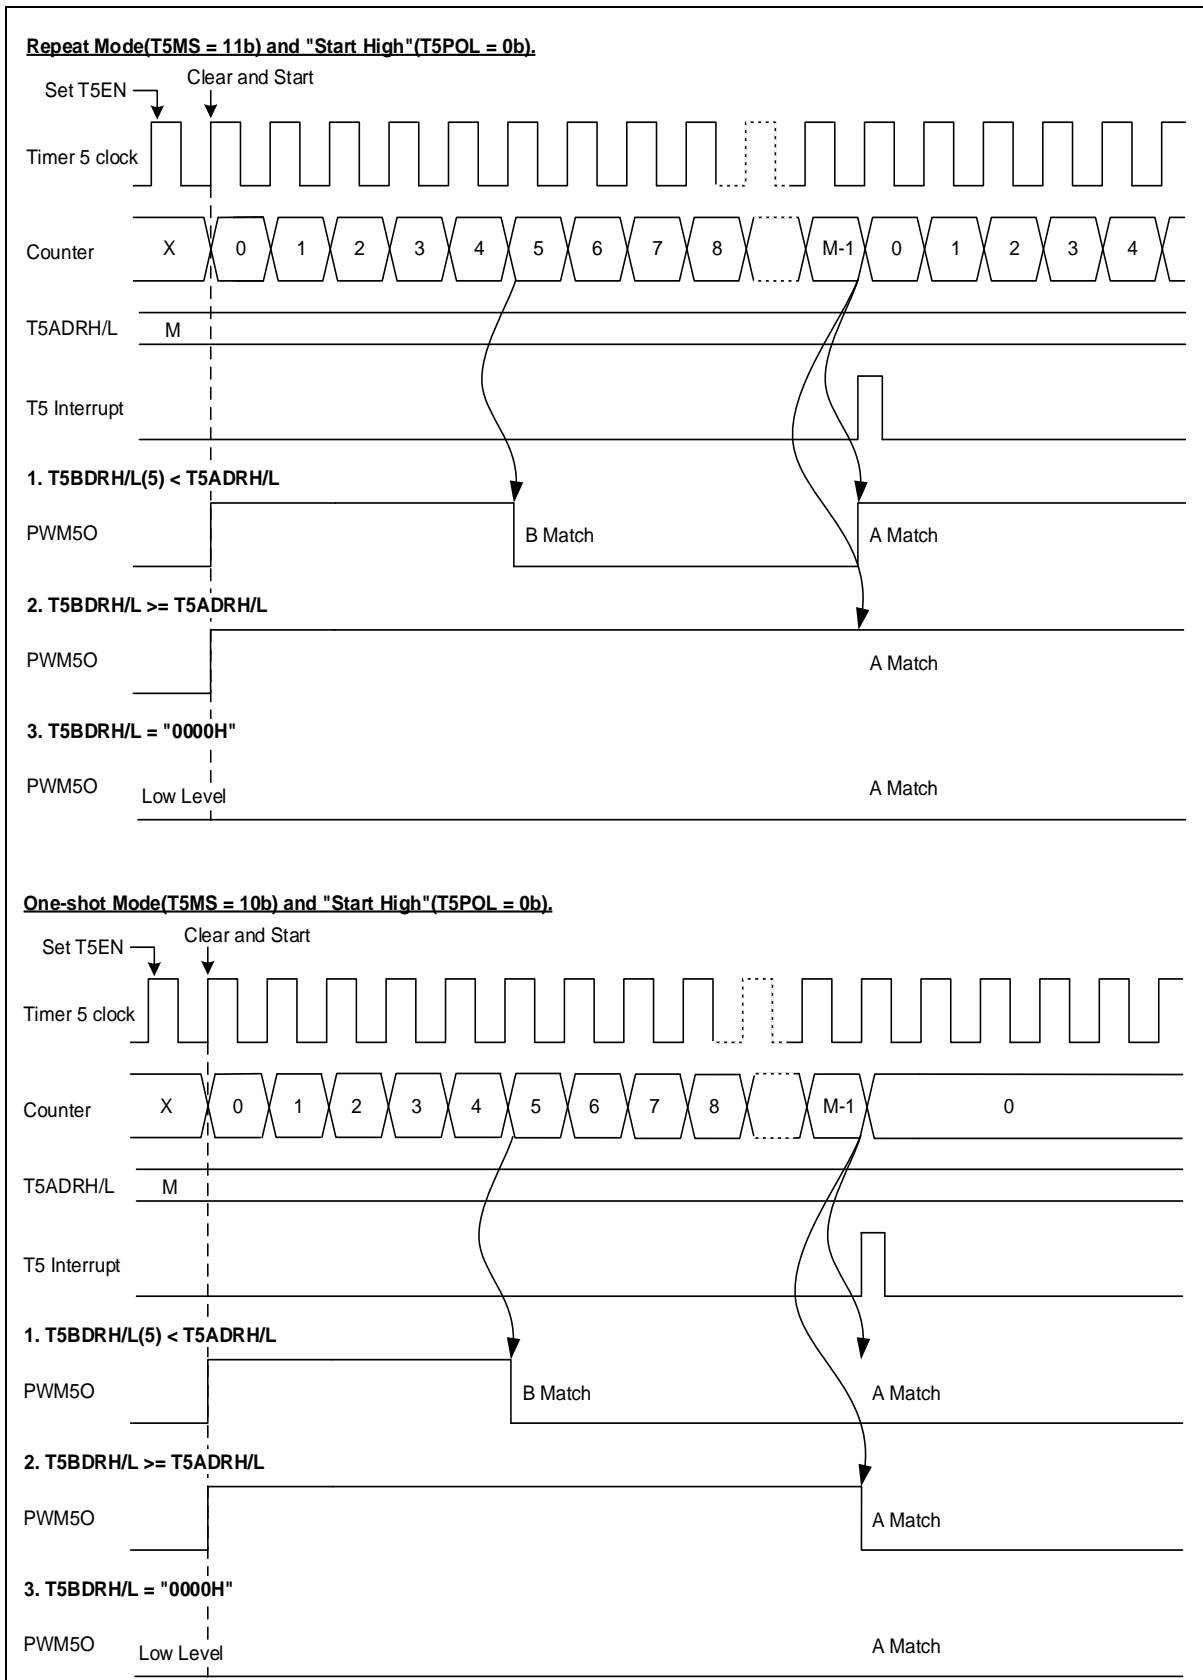 Repeat Mode(T5MS = 11b) and "Start High"(T5POL = 0b).
Set T5EN Clear and Start
Timer 5 clock
Counter X 0 1 2 3 4 5 6 7 8 M-1 0 1 2 3 4
T5ADRH/L M
T5 Interrupt
1. T5BDRH/L(5) < T5ADRH/L
PWM5O B Match A Match
2. T5BDRH/L >= T5ADRH/L
PWM5O A Match
3. T5BDRH/L = "0000H"
PWM5O Low Level A Match
One-shot Mode(T5MS = 10b) and "Start High"(T5POL = 0b).
Set T5EN Clear and Start
Timer 5 clock
Counter X 0 1 2 3 4 5 6 7 8 M-1 0
T5ADRH/L M
T5 Interrupt
1. T5BDRH/L(5) < T5ADRH/L
PWM5O B Match A Match
2. T5BDRH/L >= T5ADRH/L
PWM5O A Match
3. T5BDRH/L = "0000H"
PWM5O Low Level A Match